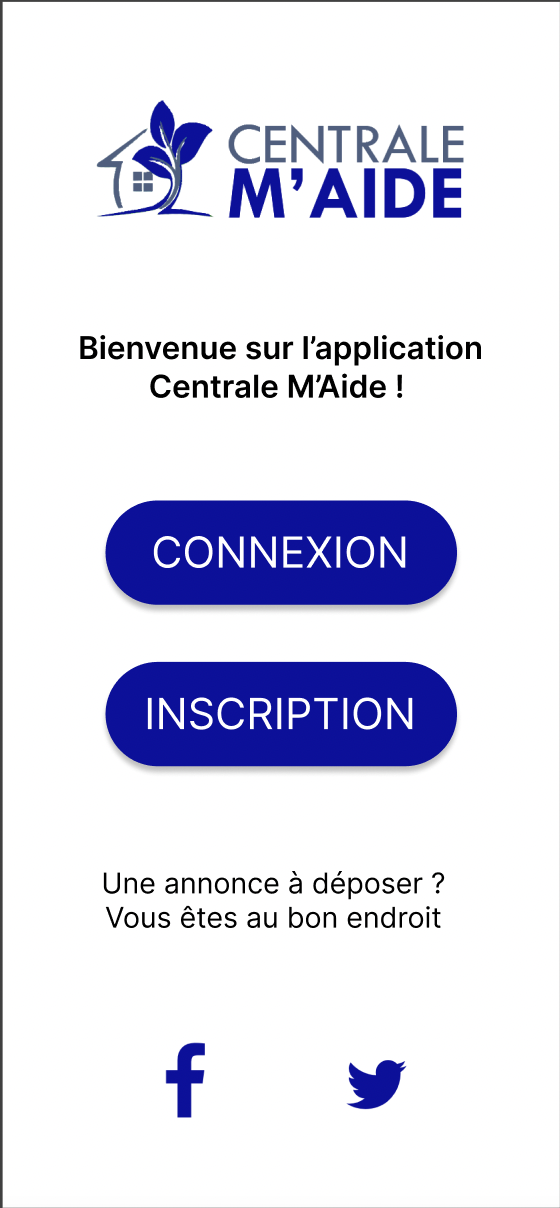 CENTRALE
M’AIDE
Bienvenue sur l’application
Centrale M’Aide !
CONNEXION
INSCRIPTION
Une annonce à déposer ?
Vous êtes au bon endroit